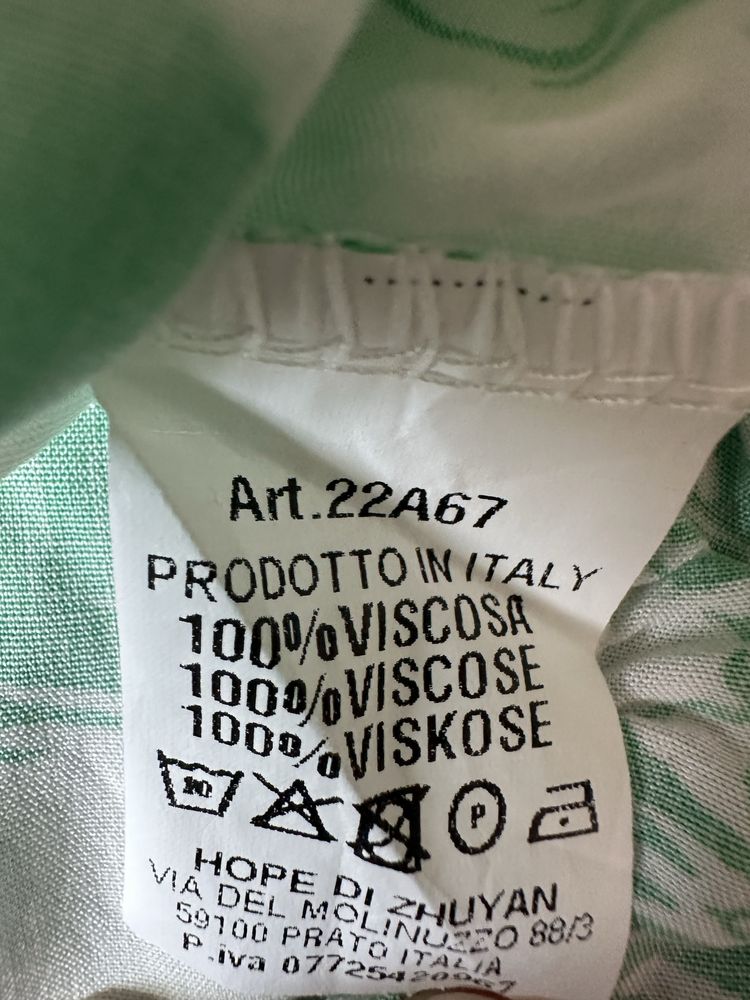 Art.22A67
PRODOTTO IN ITALY
100%VISCOSA
100%VISCOSE
100%VISKOSE
P
HOPE DI ZHUYAN
VIA DEL MOLINUZZO 88/3
59100 PRATO ITALIA
P.iva